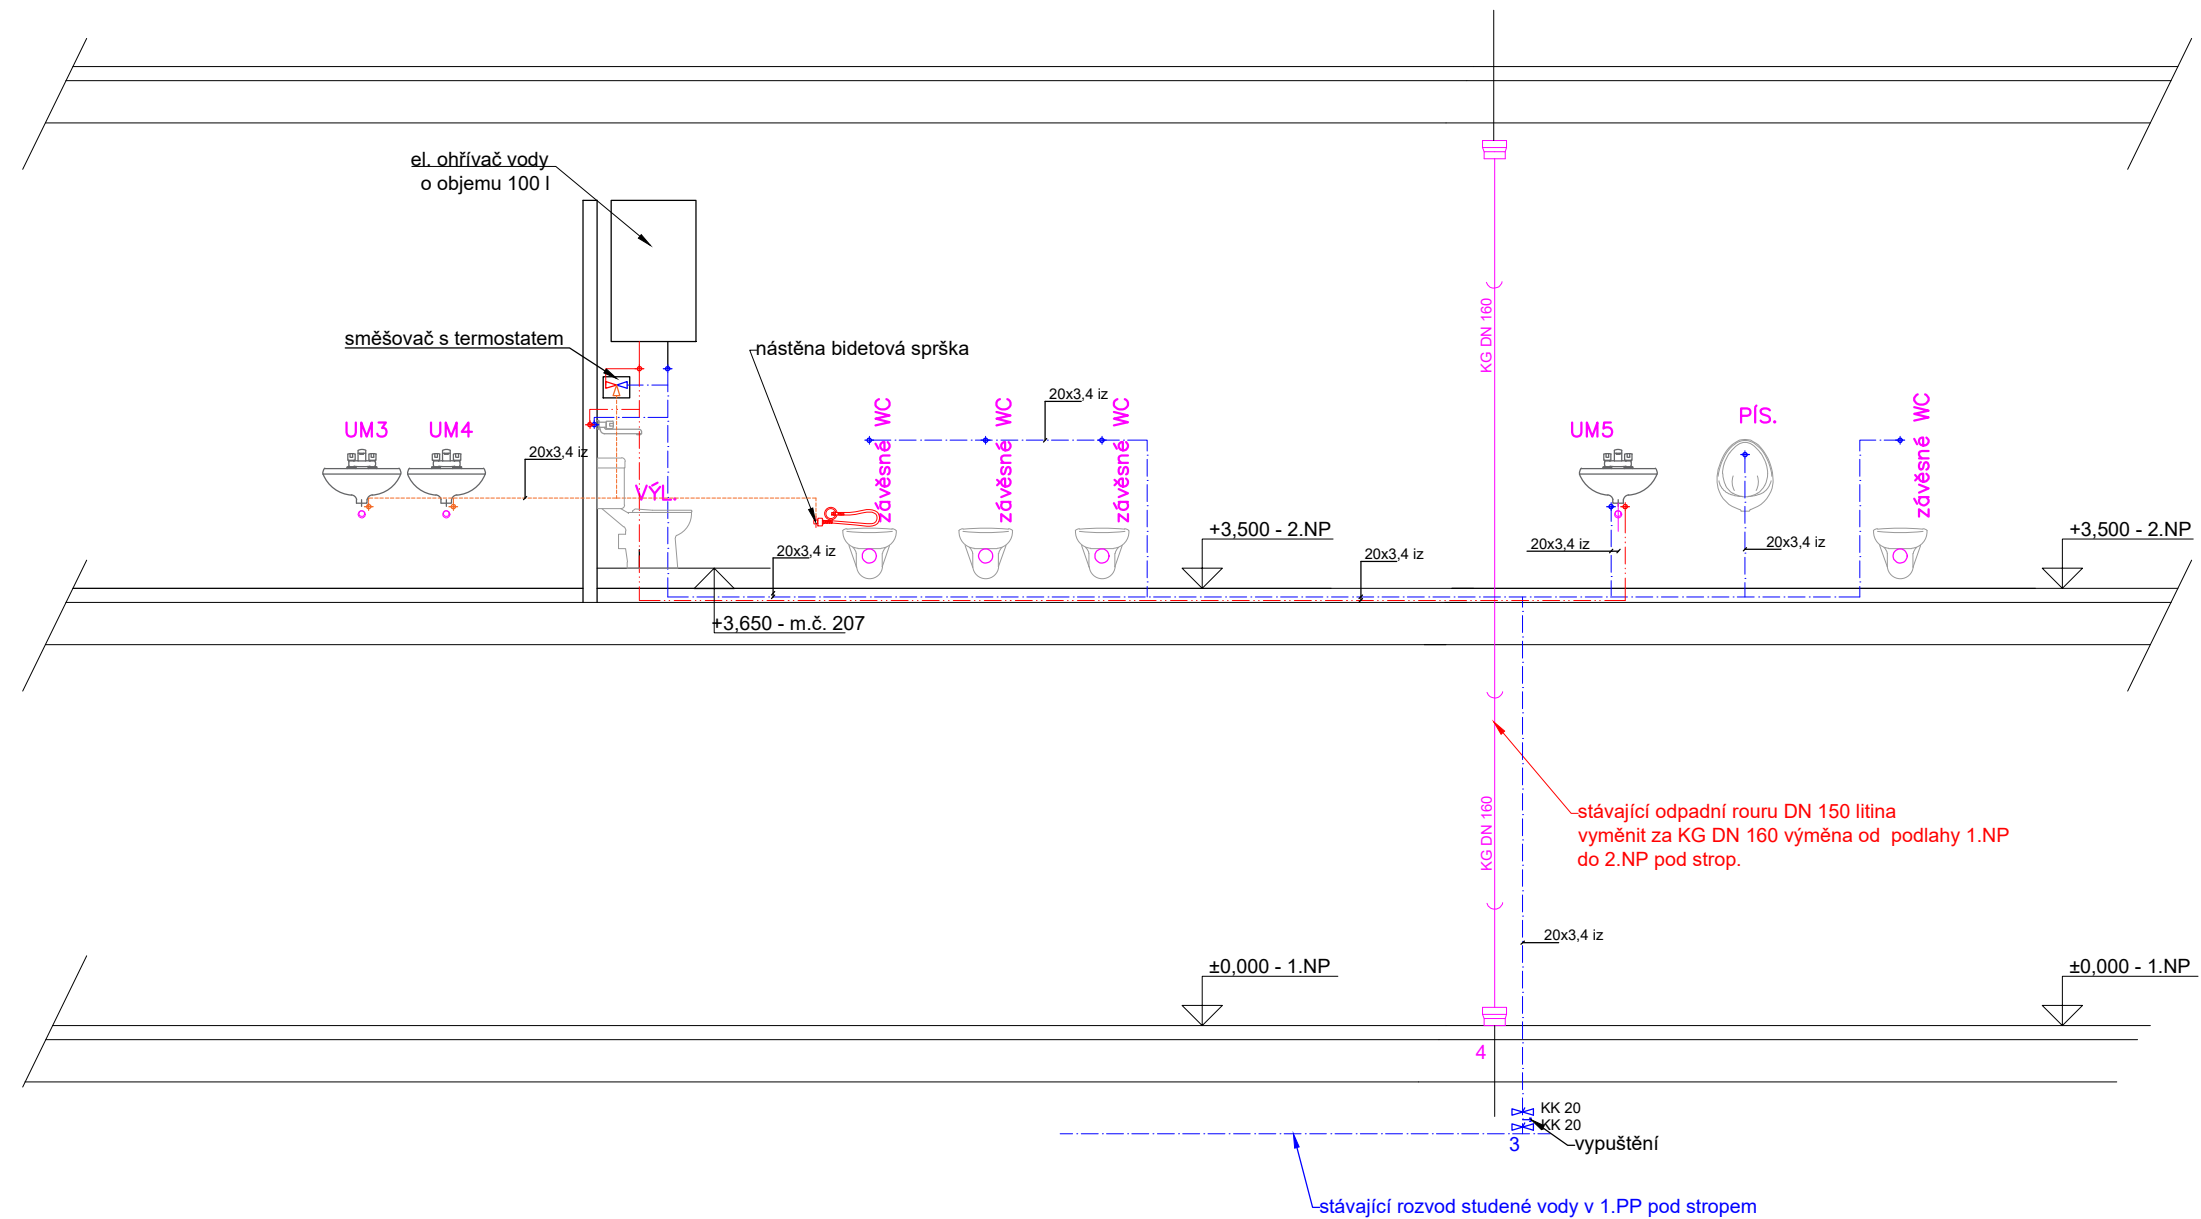 el. ohřívač vody
o objemu 100 l
směšovač s termostatem
nástěna bidetová sprška
KG DN 160
UM3
UM4
20x3,4 iz
VÝL.
závěsné WC
závěsné WC
závěsné WC
20x3,4 iz
UM5
PÍS.
závěsné WC
+3,500 - 2.NP
+3,500 - 2.NP
20x3,4 iz
20x3,4 iz
20x3,4 iz
20x3,4 iz
+3,650 - m.č. 207
KG DN 160
stávající odpadní rouru DN 150 litina
vyměnit za KG DN 160 výměna od podlahy 1.NP
do 2.NP pod strop.
20x3,4 iz
±0,000 - 1.NP
±0,000 - 1.NP
4
KK 20
KK 20
3
vypuštění
stávající rozvod studené vody v 1.PP pod stropem